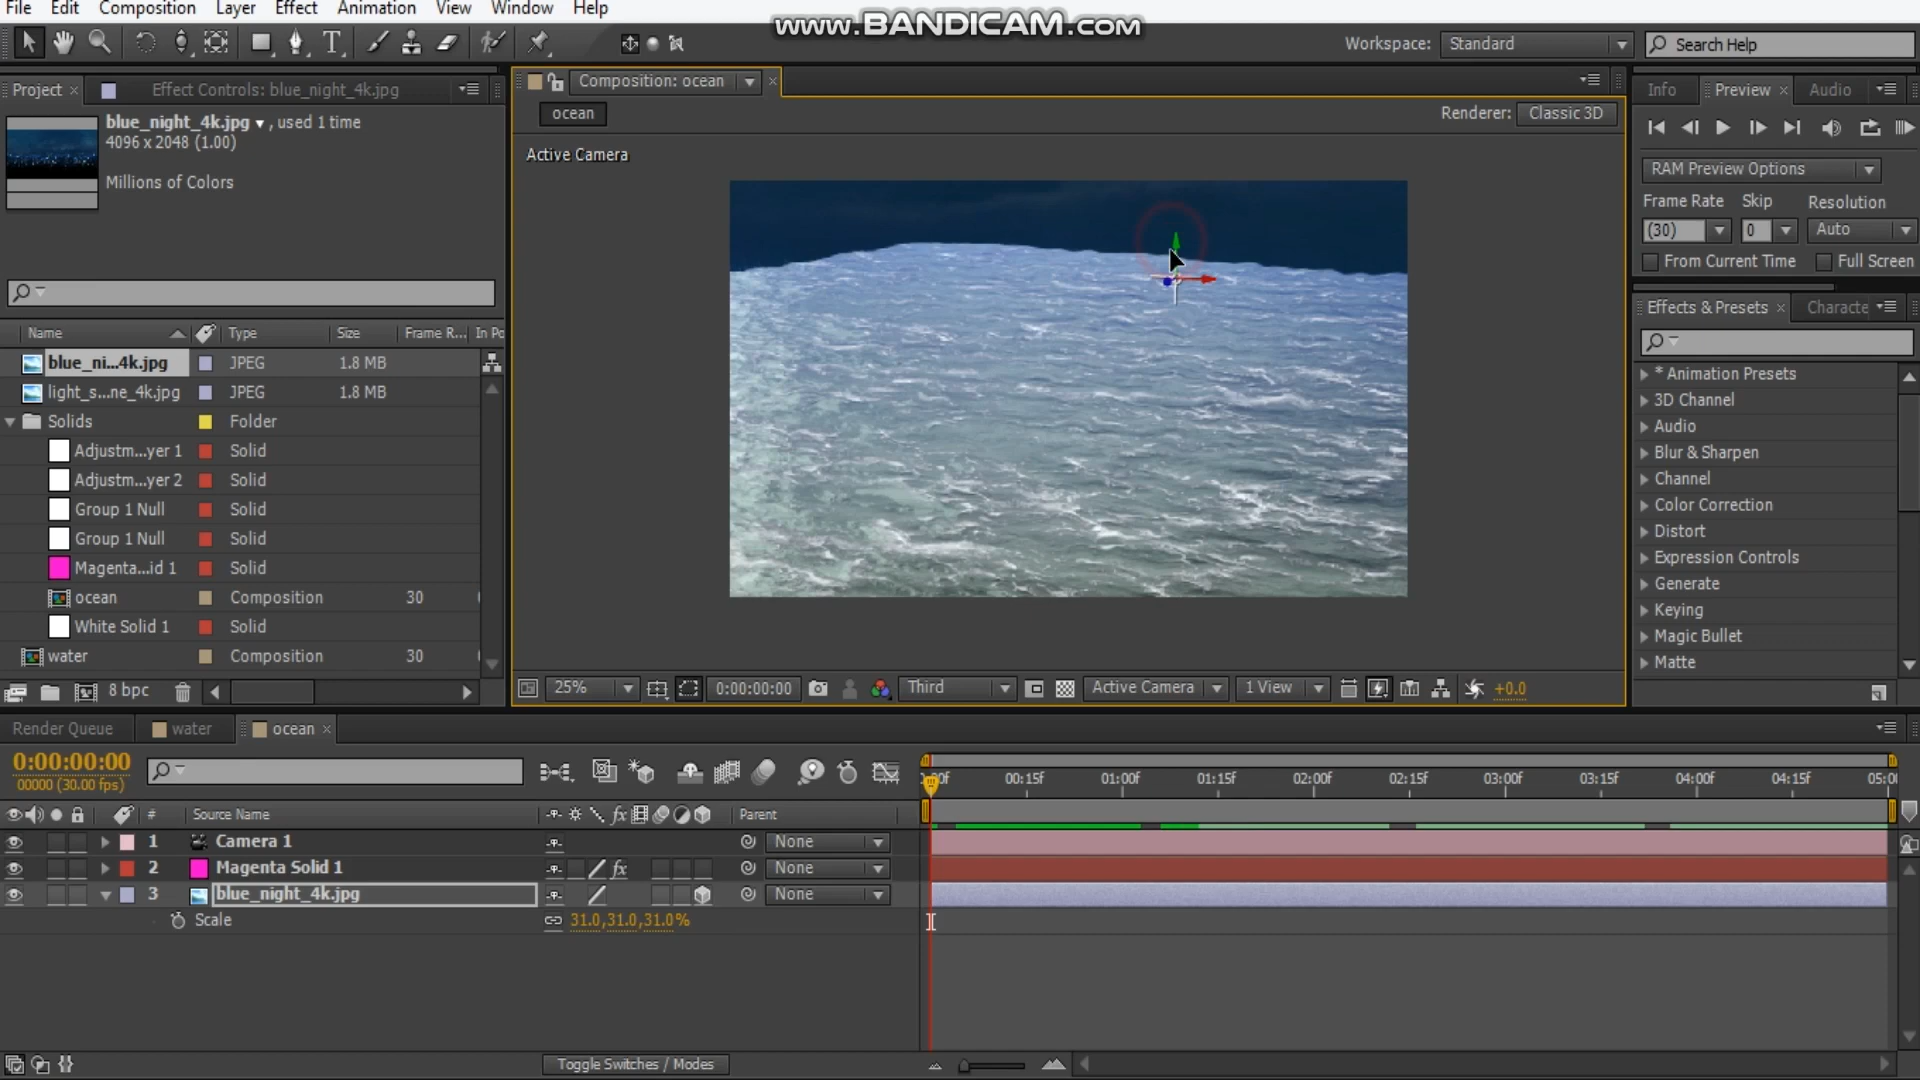 File Edit Composition Layer Effect Animation View Window Help
www.BANDICAM.com
Workspace: Standard
Search Help
Project × Effect Controls: blue_night_4k.jpg
blue_night_4k.jpg ▼ , used 1 time
4096 x 2048 (1.00)
Millions of Colors
Name Type Size Frame R... In Po
blue_ni...4k.jpg JPEG 1.8 MB
light_s...ne_4k.jpg JPEG 1.8 MB
Solids Folder
Adjustm...yer 1 Solid
Adjustm...yer 2 Solid
Group 1 Null Solid
Group 1 Null Solid
Magenta...id 1 Solid
ocean Composition 30
White Solid 1 Solid
water Composition 30
8 bpc
Composition: ocean
ocean
Renderer: Classic 3D
Active Camera
25% 0:00:00:00 Third Active Camera 1 View +0.0
Info Preview × Audio
RAM Preview Options
Frame Rate Skip Resolution
(30) 0 Auto
From Current Time Full Screen
Effects & Presets × Characte
* Animation Presets
3D Channel
Audio
Blur & Sharpen
Channel
Color Correction
Distort
Expression Controls
Generate
Keying
Magic Bullet
Matte
Render Queue water ocean ×
0:00:00:00
00000 (30.00 fps)
00:15f 01:00f 01:15f 02:00f 02:15f 03:00f 03:15f 04:00f 04:15f 05:00
# Source Name fx Parent
1 Camera 1 None
2 Magenta Solid 1 fx None
3 blue_night_4k.jpg None
Scale 31.0,31.0,31.0%
Toggle Switches / Modes